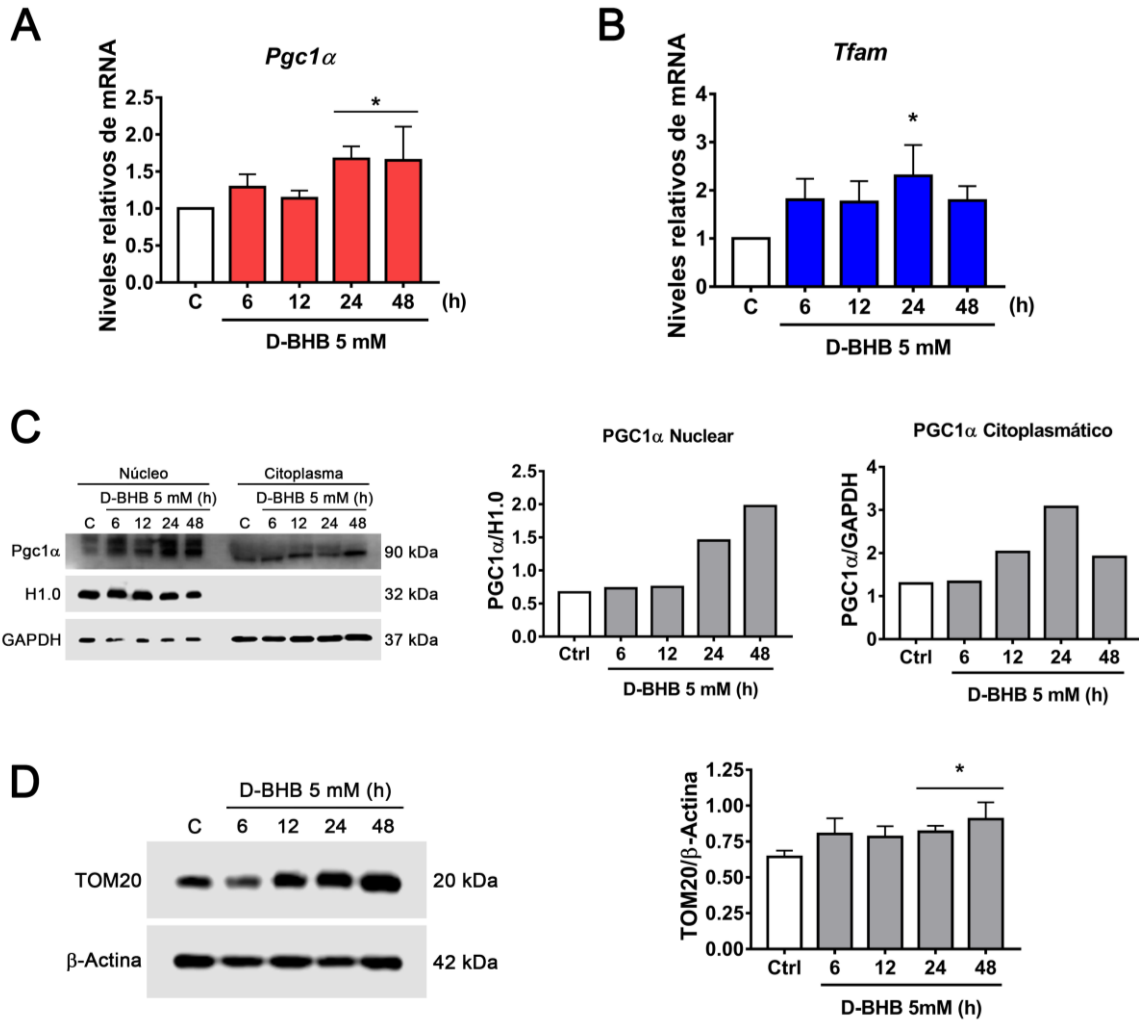 A
Pgc1α
Niveles relativos de mRNA
2.5
2.0
1.5
1.0
0.5
0.0
*
C 6 12 24 48 (h)
D-BHB 5 mM
B
Tfam
Niveles relativos de mRNA
4
3
2
1
0
*
C 6 12 24 48 (h)
D-BHB 5 mM
C
Núcleo Citoplasma
D-BHB 5 mM (h) D-BHB 5 mM (h)
C 6 12 24 48 C 6 12 24 48
Pgc1α 90 kDa
H1.0 32 kDa
GAPDH 37 kDa
PGC1α Nuclear
PGC1α/H1.0
2.5
2.0
1.5
1.0
0.5
0.0
Ctrl 6 12 24 48
D-BHB 5 mM (h)
PGC1α Citoplasmático
PGC1α/GAPDH
4
3
2
1
0
Ctrl 6 12 24 48
D-BHB 5 mM (h)
D
D-BHB 5 mM (h)
C 6 12 24 48
TOM20 20 kDa
β-Actina 42 kDa
TOM20/β-Actina
1.25
1.00
0.75
0.50
0.25
0.00
*
Ctrl 6 12 24 48
D-BHB 5mM (h)